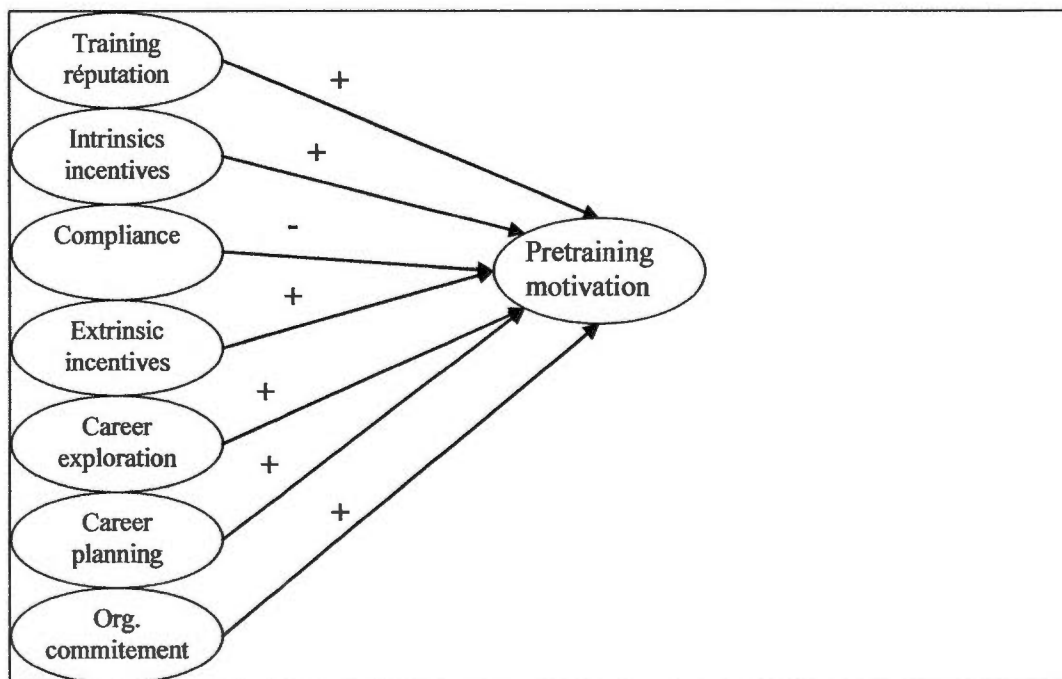 Training
réputation
+
Intrinsics
incentives
+
Compliance
-
Pretraining
motivation
Extrinsic
incentives
+
Career
exploration
+
Career
planning
+
Org.
commitement
+